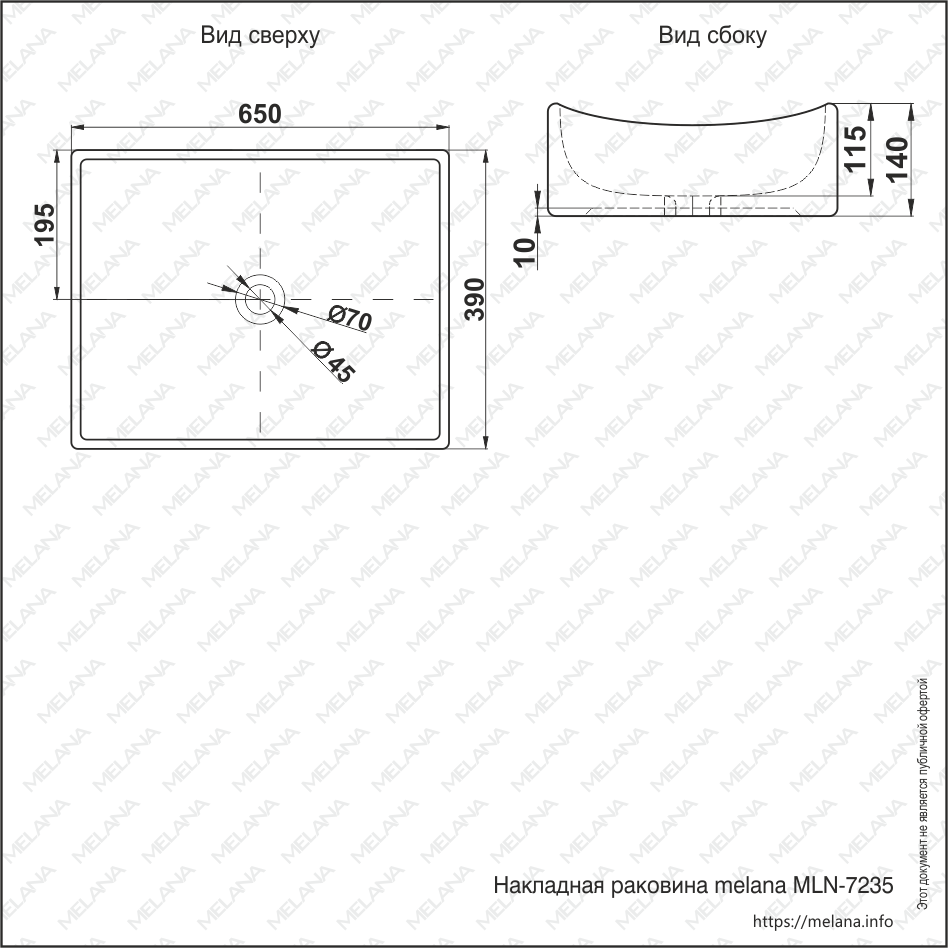 Вид сверху
Вид сбоку
650
195
390
Ø70
Ø45
115
140
10
Накладная раковина melana MLN-7235
https://melana.info
Этот документ не является публичной офертой
MELANA